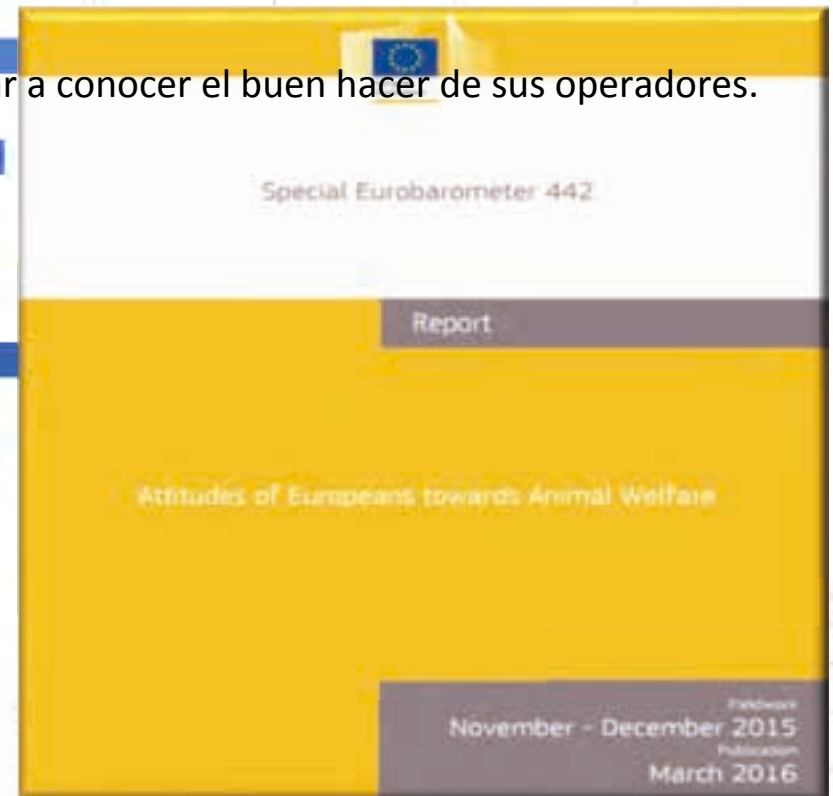 a conocer el buen hacer de sus operadores.
Special Eurobarometer 442
Report
Attitudes of Europeans towards Animal Welfare
Fieldwork
November - December 2015
Publication
March 2016